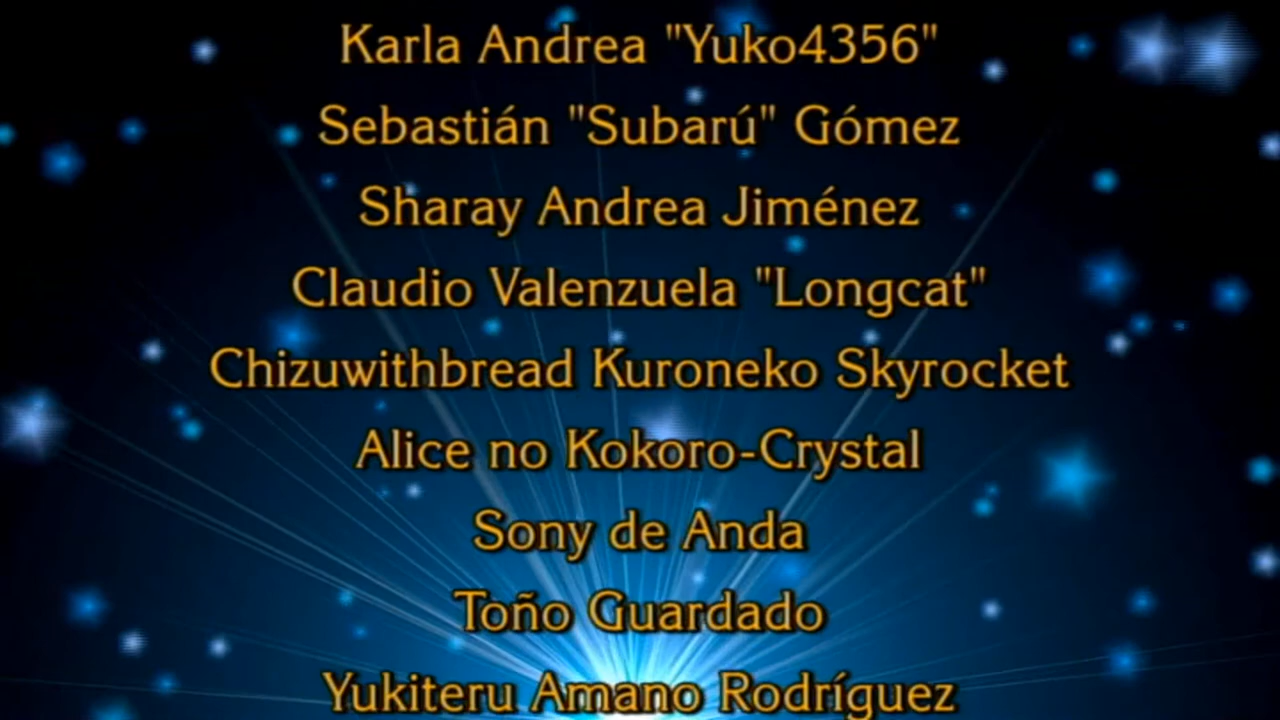 Karla Andrea "Yuko4356"
Sebastián "Subarú" Gómez
Sharay Andrea Jiménez
Claudio Valenzuela "Longcat"
Chizuwithbread Kuroneko Skyrocket
Alice no Kokoro-Crystal
Sony de Anda
Toño Guardado
Yukiteru Amano Rodríguez